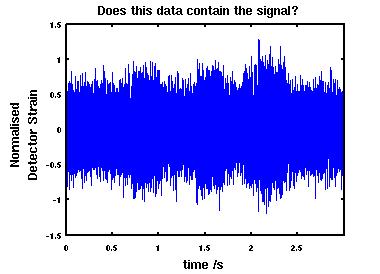 Does this data contain the signal?
1.5
1
0.5
0
-0.5
-1
-1.5
Normalised
Detector Strain
0 0.5 1 1.5 2 2.5
time /s